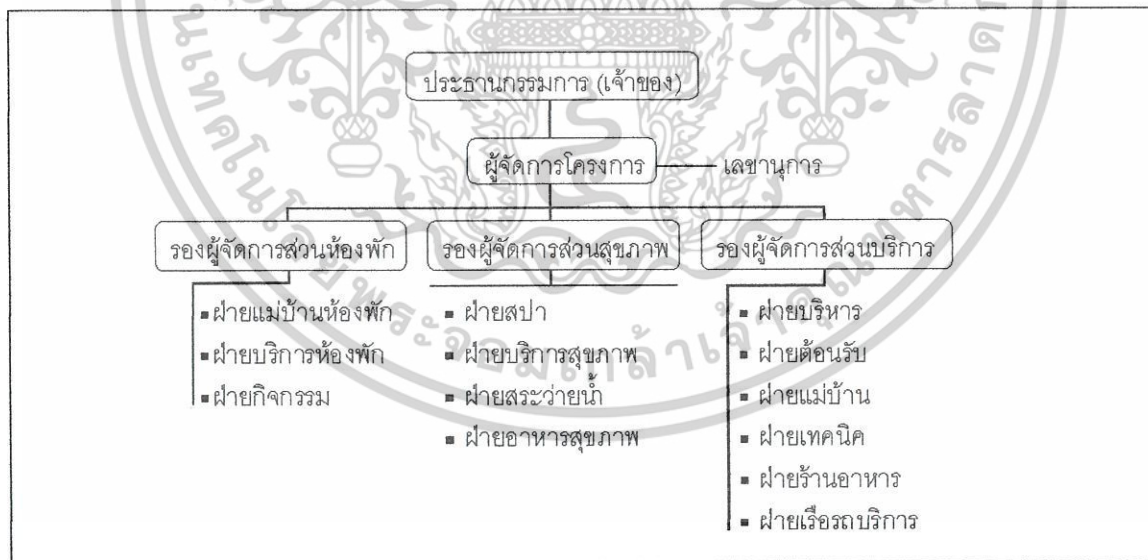 ประธานกรรมการ (เจ้าของ)
ผู้จัดการโครงการ
เลขานุการ
รองผู้จัดการส่วนห้องพัก
รองผู้จัดการส่วนสุขภาพ
รองผู้จัดการส่วนบริการ
▪ฝ่ายแม่บ้านห้องพัก
▪ฝ่ายบริการห้องพัก
▪ฝ่ายกิจกรรม
▪ ฝ่ายสปา
▪ ฝ่ายบริการสุขภาพ
▪ ฝ่ายสระว่ายน้ำ
▪ ฝ่ายอาหารสุขภาพ
▪ ฝ่ายบริหาร
▪ ฝ่ายต้อนรับ
▪ ฝ่ายแม่บ้าน
▪ ฝ่ายเทคนิค
▪ ฝ่ายร้านอาหาร
▪ ฝ่ายเรือรถบริการ